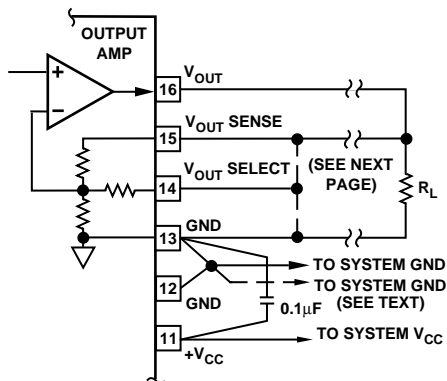 OUTPUT
AMP
+
−
16
VOUT
15
VOUT SENSE
14
VOUT SELECT
(SEE NEXT
PAGE)
RL
13
GND
12
GND
TO SYSTEM GND
TO SYSTEM GND
(SEE TEXT)
0.1µF
11
+VCC
TO SYSTEM VCC